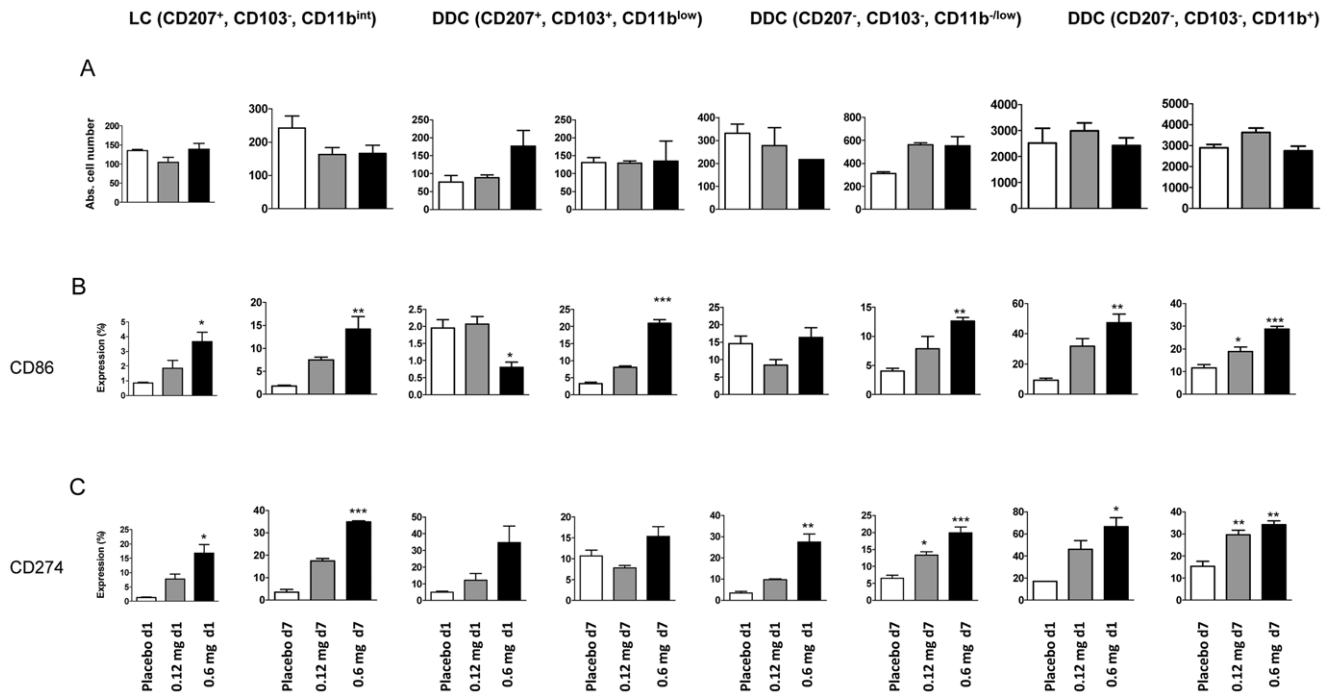 LC (CD207⁺, CD103⁻, CD11bⁱⁿᵗ) DDC (CD207⁺, CD103⁺, CD11bˡᵒʷ) DDC (CD207⁻, CD103⁻, CD11b⁻/ˡᵒʷ) DDC (CD207⁻, CD103⁻, CD11b⁺)
A
Abs. cell number
200 150 100 50 0
300 200 100 0
250 200 150 100 50 0
250 200 150 100 50 0
400 300 200 100 0
800 600 400 200 0
4000 3000 2000 1000 0
5000 4000 3000 2000 1000 0
B
CD86
Expression (%)
5 4 3 2 1 0 *
20 15 10 5 0 **
2.5 2.0 1.5 1.0 0.5 0.0 *
25 20 15 10 5 0 ***
25 20 15 10 5 0
15 10 5 0 **
60 40 20 0 **
40 30 20 10 0 * ***
C
CD274
Expression (%)
25 20 15 10 5 0 *
40 30 20 10 0 ***
50 40 30 20 10 0
20 15 10 5 0
40 30 20 10 0 **
25 20 15 10 5 0 * ***
80 60 40 20 0 *
40 30 20 10 0 ** **
Placebo d1
0.12 mg d1
0.6 mg d1
Placebo d7
0.12 mg d7
0.6 mg d7
Placebo d1
0.12 mg d1
0.6 mg d1
Placebo d7
0.12 mg d7
0.6 mg d7
Placebo d1
0.12 mg d1
0.6 mg d1
Placebo d7
0.12 mg d7
0.6 mg d7
Placebo d1
0.12 mg d1
0.6 mg d1
Placebo d7
0.12 mg d7
0.6 mg d7